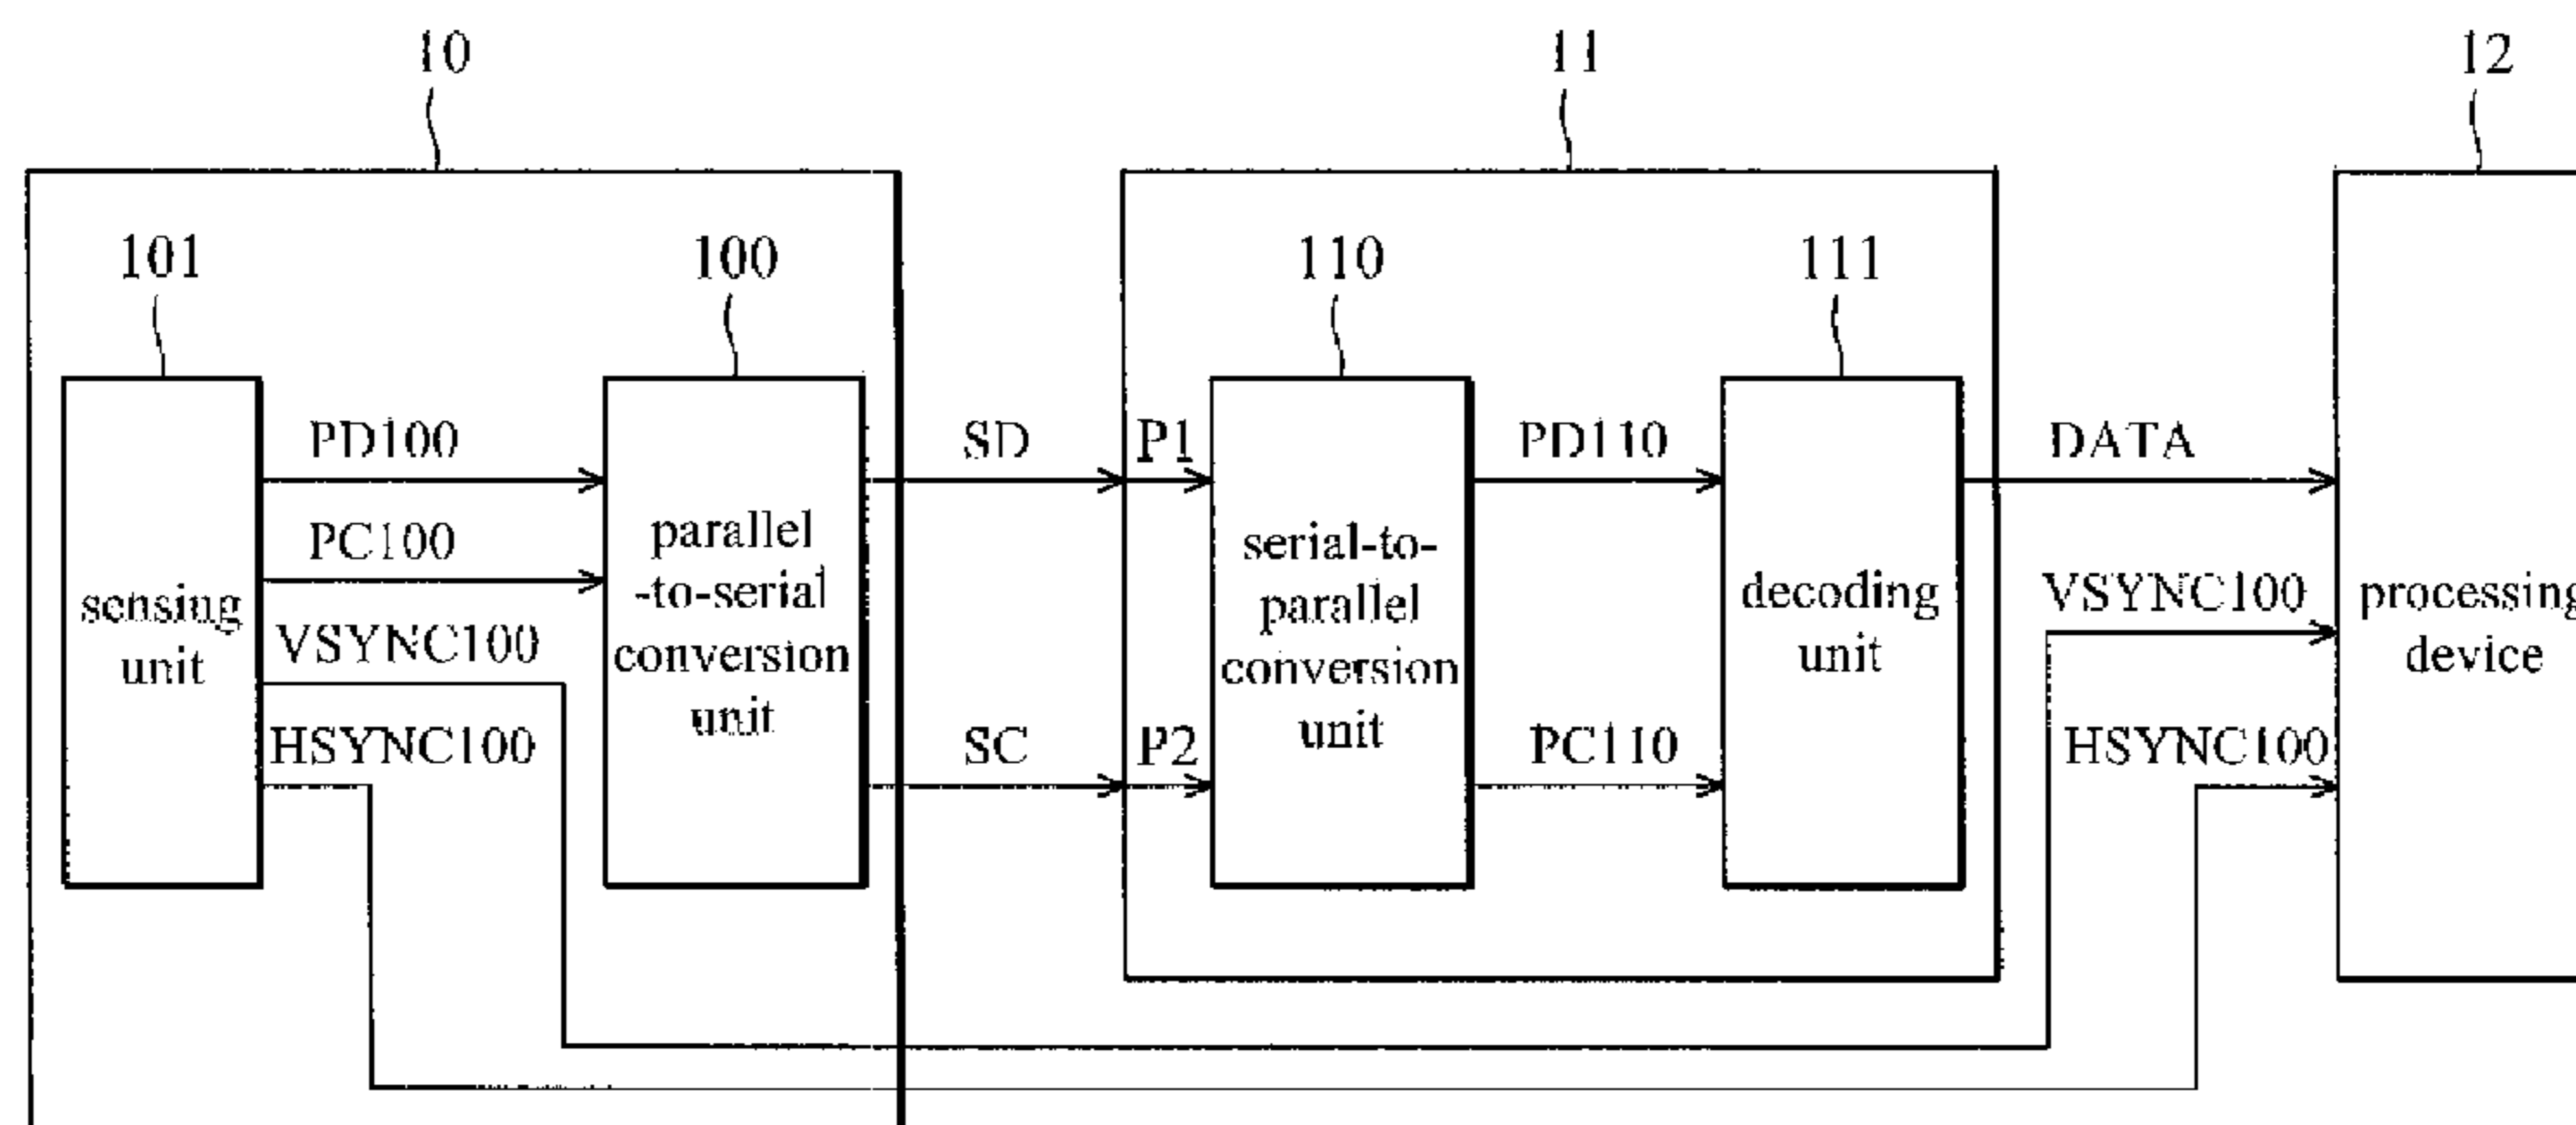 10
11
12
101
100
110
111
PD100
SD
P1
PD110
DATA
PC100
parallel
-to-serial
conversion
unit
serial-to-
parallel
conversion
unit
sensing
unit
decoding
unit
VSYNC100
VSYNC100
processing
device
HSYNC100
SC
P2
PC110
HSYNC100